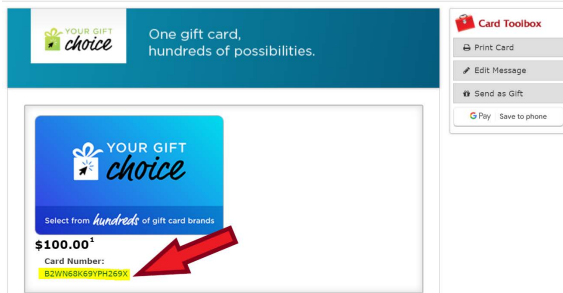 YOUR GIFT
choice
One gift card,
hundreds of possibilities.
YOUR GIFT
choice
Select from hundreds of gift card brands
$100.00¹
Card Number:
B2WN68K69YPH269X
Card Toolbox
Print Card
Edit Message
Send as Gift
G Pay Save to phone